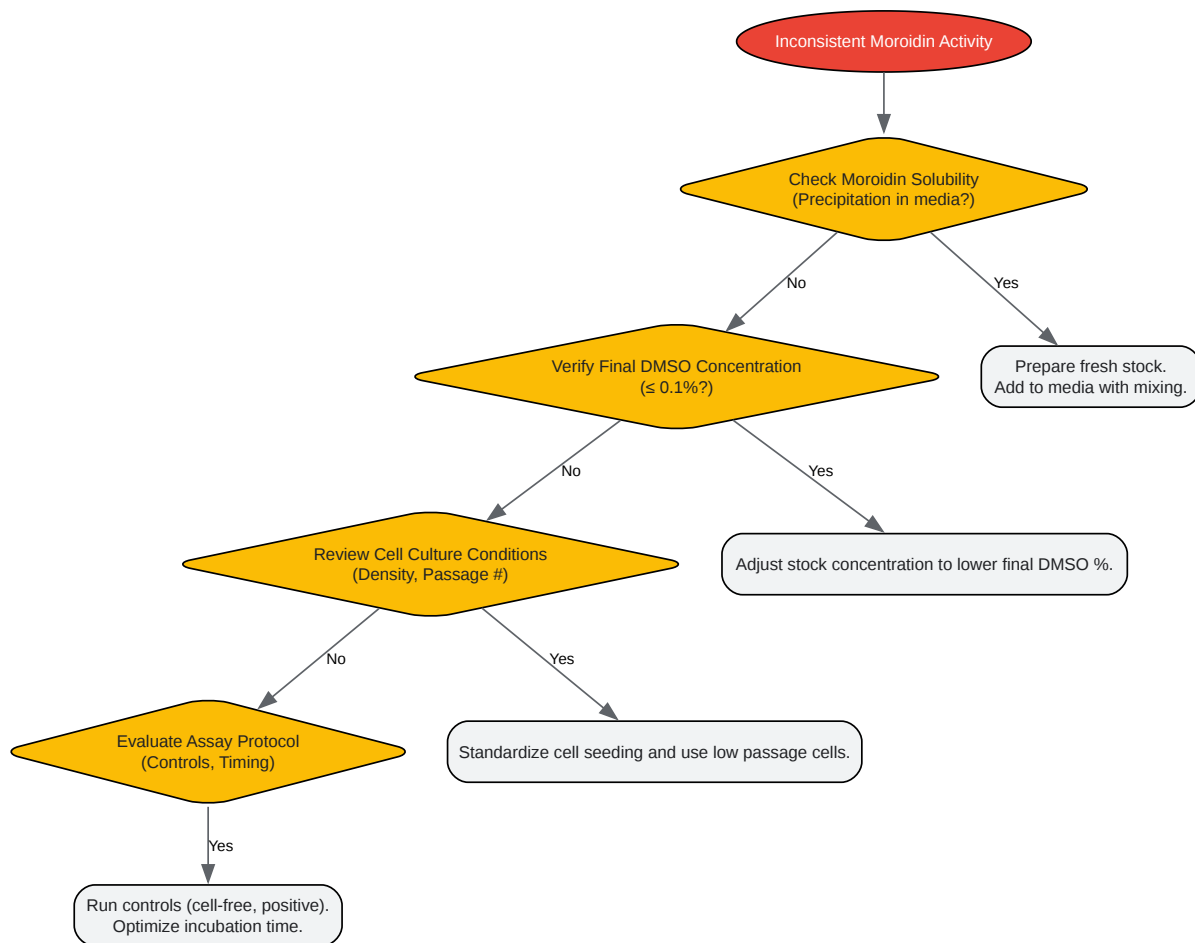 Inconsistent Moroidin Activity
Check Moroidin Solubility
(Precipitation in media?)
No
Yes
Verify Final DMSO Concentration
(≤ 0.1%?)
Prepare fresh stock.
Add to media with mixing.
No
Yes
Review Cell Culture Conditions
(Density, Passage #)
Adjust stock concentration to lower final DMSO %.
No
Yes
Evaluate Assay Protocol
(Controls, Timing)
Standardize cell seeding and use low passage cells.
Yes
Run controls (cell-free, positive).
Optimize incubation time.